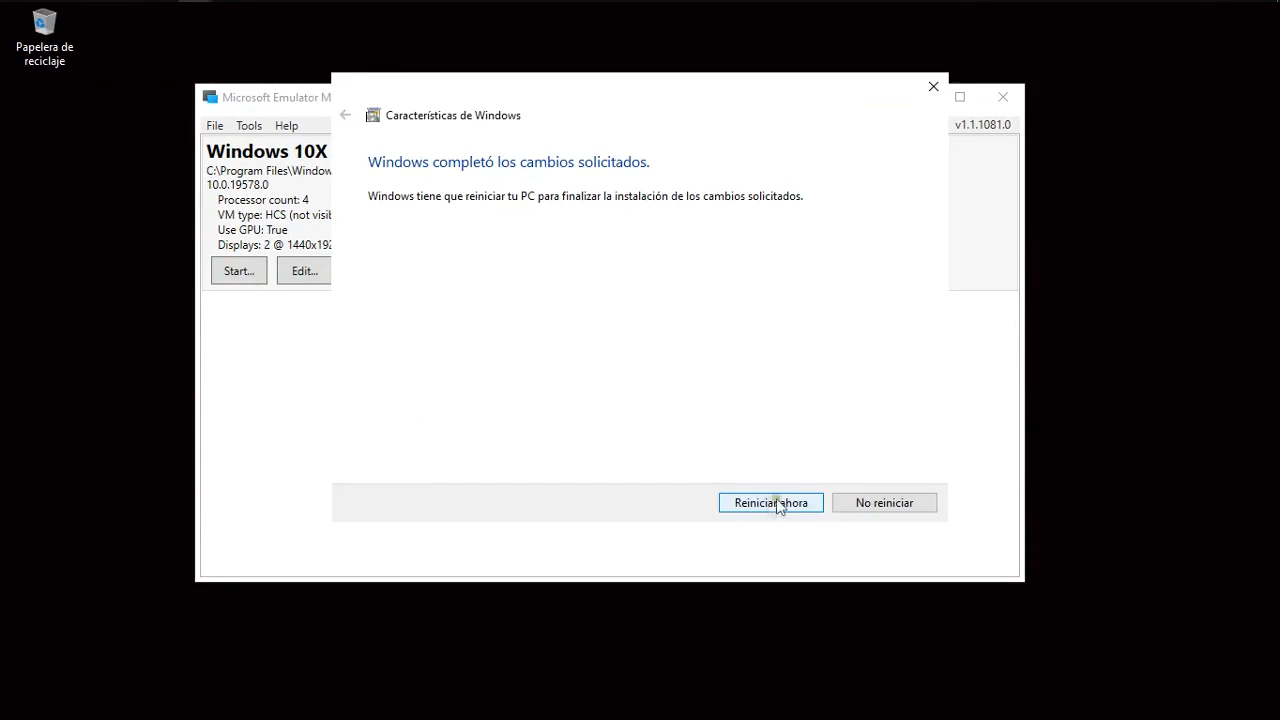 Papelera de
reciclaje
Microsoft Emulator M
File Tools Help
v1.1.1081.0
Windows 10X
C:\Program Files\Window
10.0.19578.0
Processor count: 4
VM type: HCS (not visib
Use GPU: True
Displays: 2 @ 1440x192
Start...
Edit...
Características de Windows
Windows completó los cambios solicitados.
Windows tiene que reiniciar tu PC para finalizar la instalación de los cambios solicitados.
Reiniciar ahora
No reiniciar